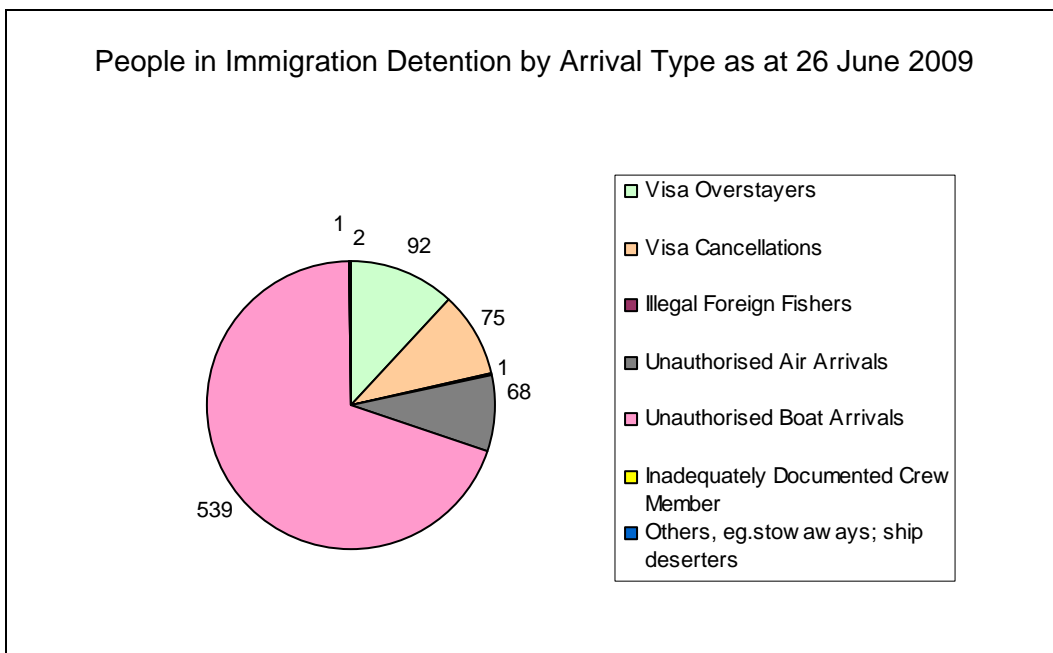 People in Immigration Detention by Arrival Type as at 26 June 2009
1
2
92
75
1
68
539
Visa Overstayers
Visa Cancellations
Illegal Foreign Fishers
Unauthorised Air Arrivals
Unauthorised Boat Arrivals
Inadequately Documented Crew
Member
Others, eg.stow aw ays; ship
deserters